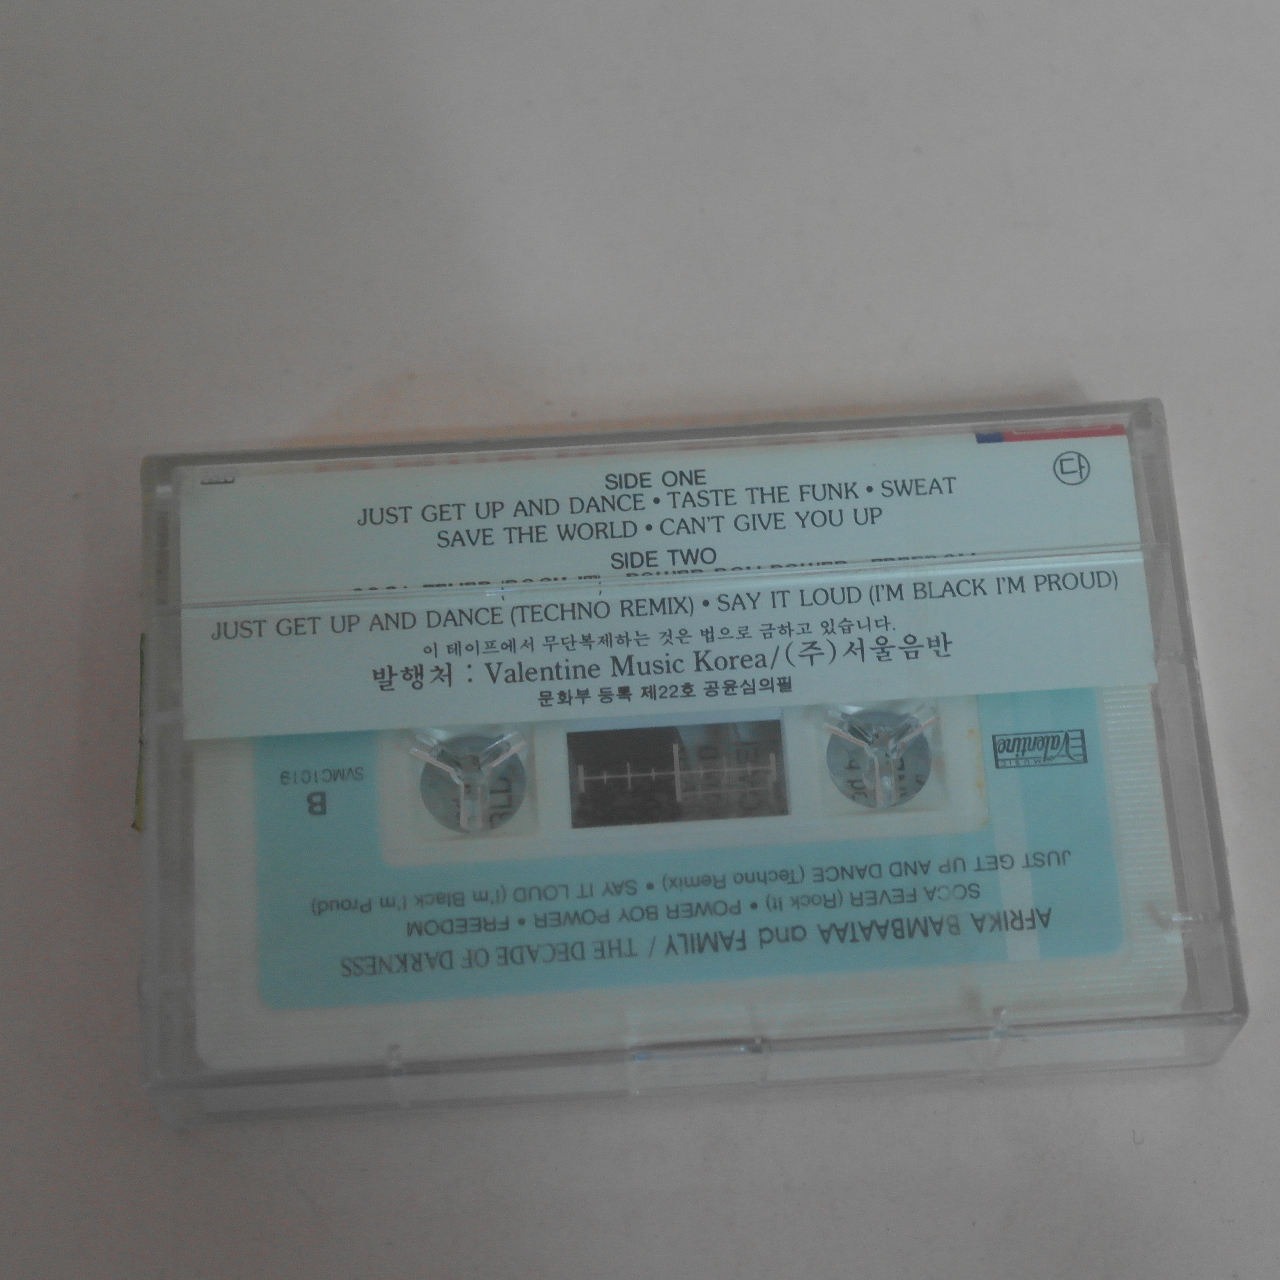 다
SIDE ONE
JUST GET UP AND DANCE • TASTE THE FUNK • SWEAT
SAVE THE WORLD • CAN'T GIVE YOU UP
SIDE TWO
JUST GET UP AND DANCE (TECHNO REMIX) • SAY IT LOUD (I'M BLACK I'M PROUD)
이 테이프에서 무단복제하는 것은 법으로 금하고 있습니다.
발행처 : Valentine Music Korea/(주)서울음반
문화부 등록 제22호 공윤심의필
AFRIKA BAMBAATAA and FAMILY / THE DECADE OF DARKNESS
SOCA FEVER (Rock It) • POWER BOY POWER • FREEDOM
JUST GET UP AND DANCE (Techno Remix) • SAY IT LOUD (I'm Black I'm Proud)
Valentine
MUSIC
B
SVMC1019